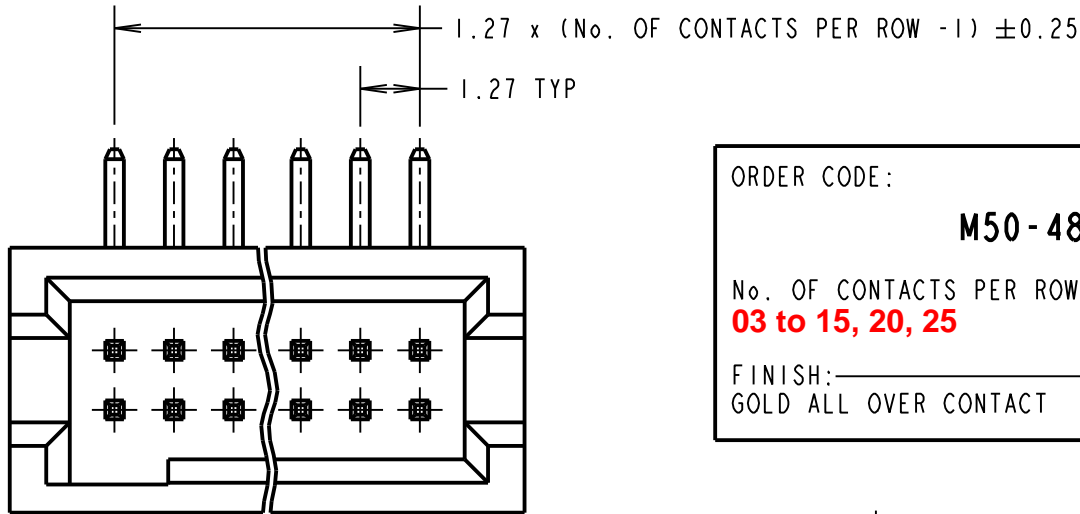 1.27 x (No. OF CONTACTS PER ROW -1) ±0.25
1.27 TYP
ORDER CODE:
M50-48
No. OF CONTACTS PER ROW
03 to 15, 20, 25
FINISH:
GOLD ALL OVER CONTACT